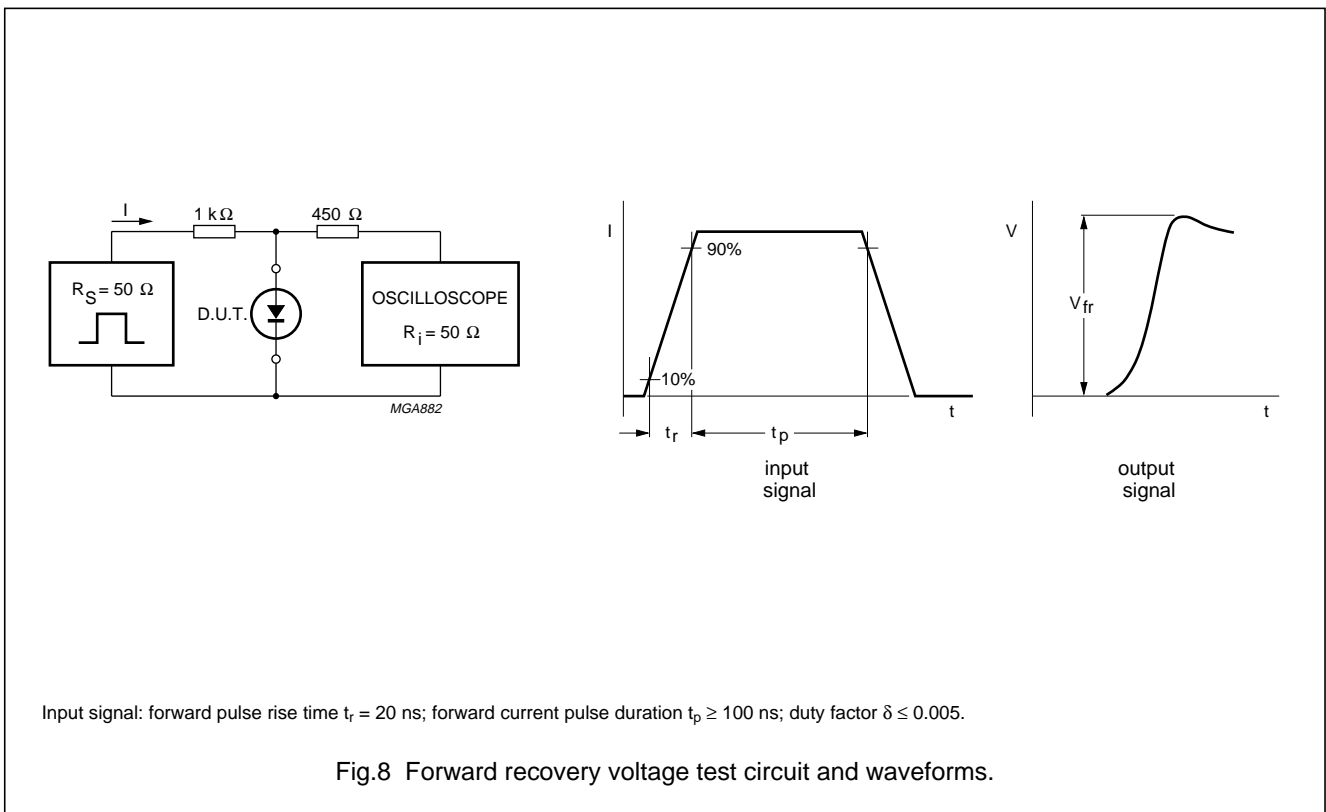 I
1 kΩ
450 Ω
R_S = 50 Ω
D.U.T.
OSCILLOSCOPE
R_i = 50 Ω
MGA882
I
90%
10%
t_r
t_p
t
input
signal
V
V_fr
t
output
signal
Input signal: forward pulse rise time t_r = 20 ns; forward current pulse duration t_p ≥ 100 ns; duty factor δ ≤ 0.005.
Fig.8 Forward recovery voltage test circuit and waveforms.